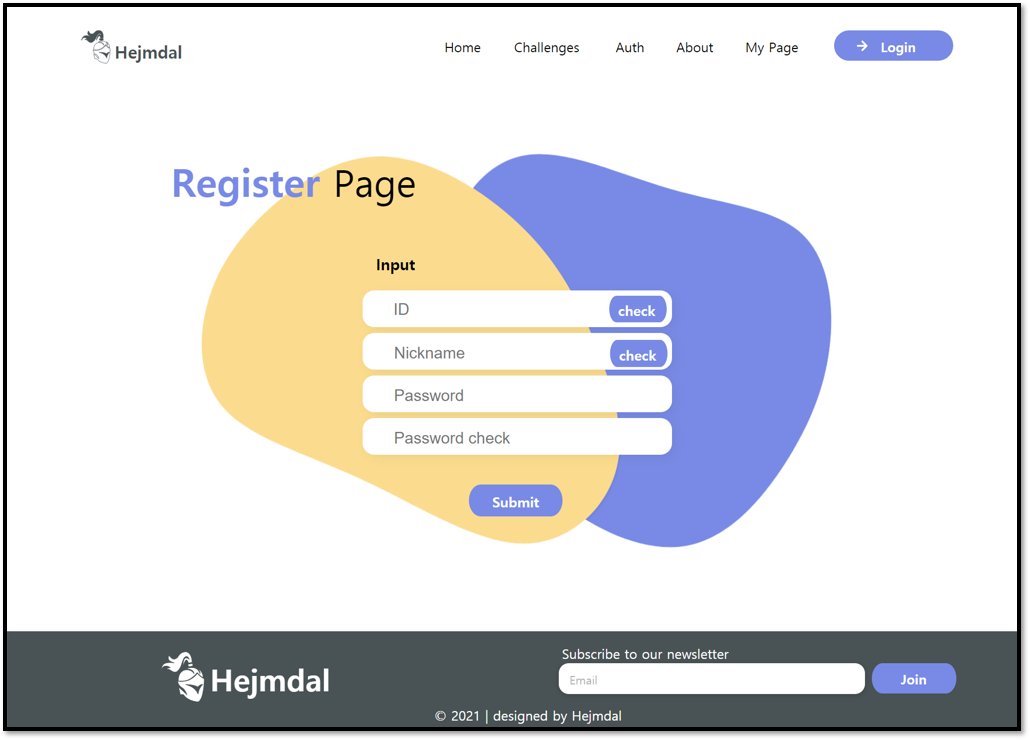 Hejmdal
Home Challenges Auth About My Page Login
Register Page
Input
ID check
Nickname check
Password
Password check
Submit
Subscribe to our newsletter
Hejmdal
Email Join
© 2021 | designed by Hejmdal